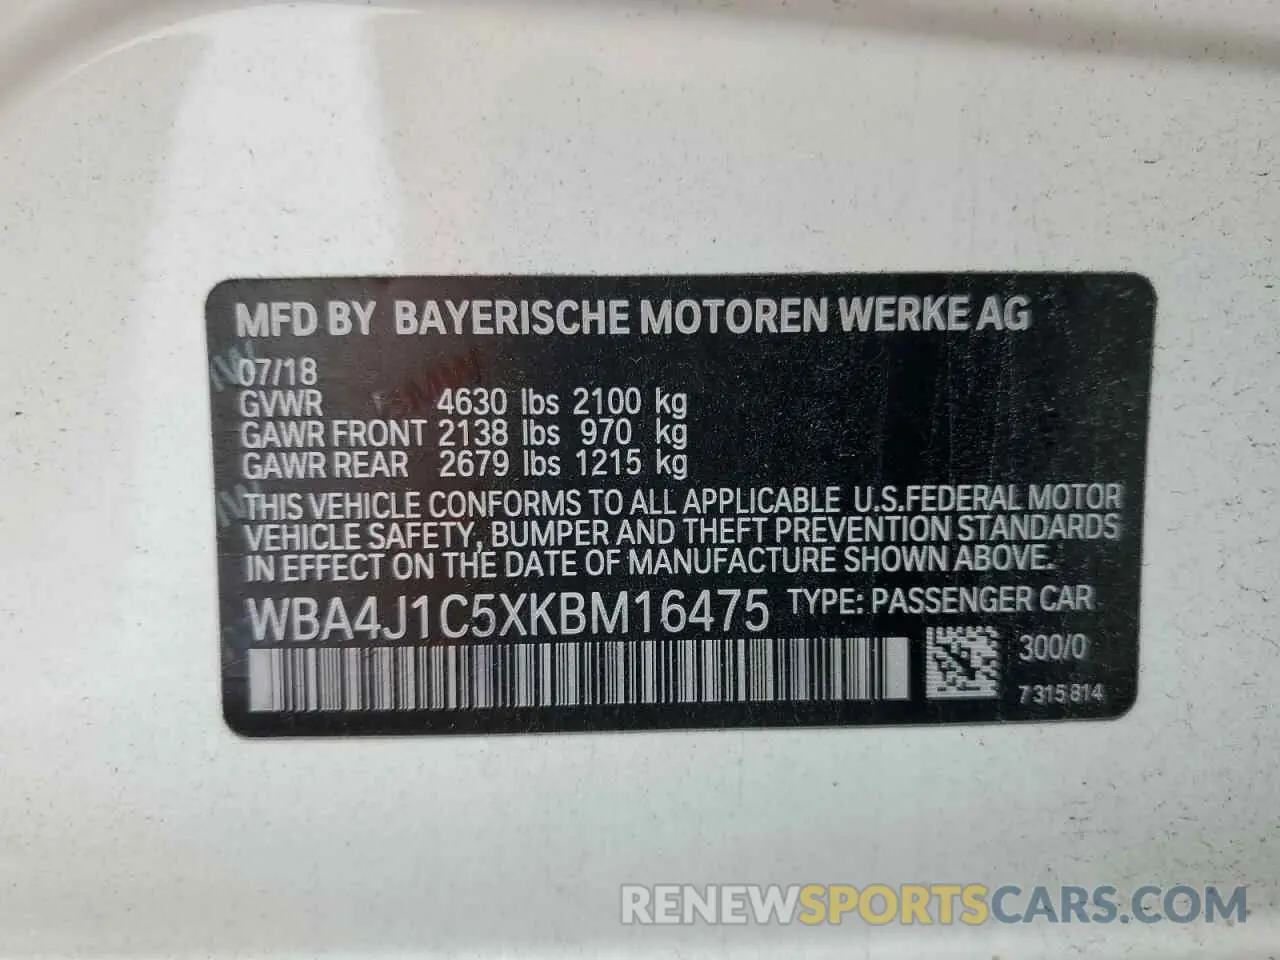 MFD BY BAYERISCHE MOTOREN WERKE AG
07/18
GVWR 4630 lbs 2100 kg
GAWR FRONT 2138 lbs 970 kg
GAWR REAR 2679 lbs 1215 kg
THIS VEHICLE CONFORMS TO ALL APPLICABLE U.S.FEDERAL MOTOR
VEHICLE SAFETY, BUMPER AND THEFT PREVENTION STANDARDS
IN EFFECT ON THE DATE OF MANUFACTURE SHOWN ABOVE.
WBA4J1C5XKBM16475 TYPE: PASSENGER CAR
300/0
7 315 814
RENEWSPORTSCARS.COM